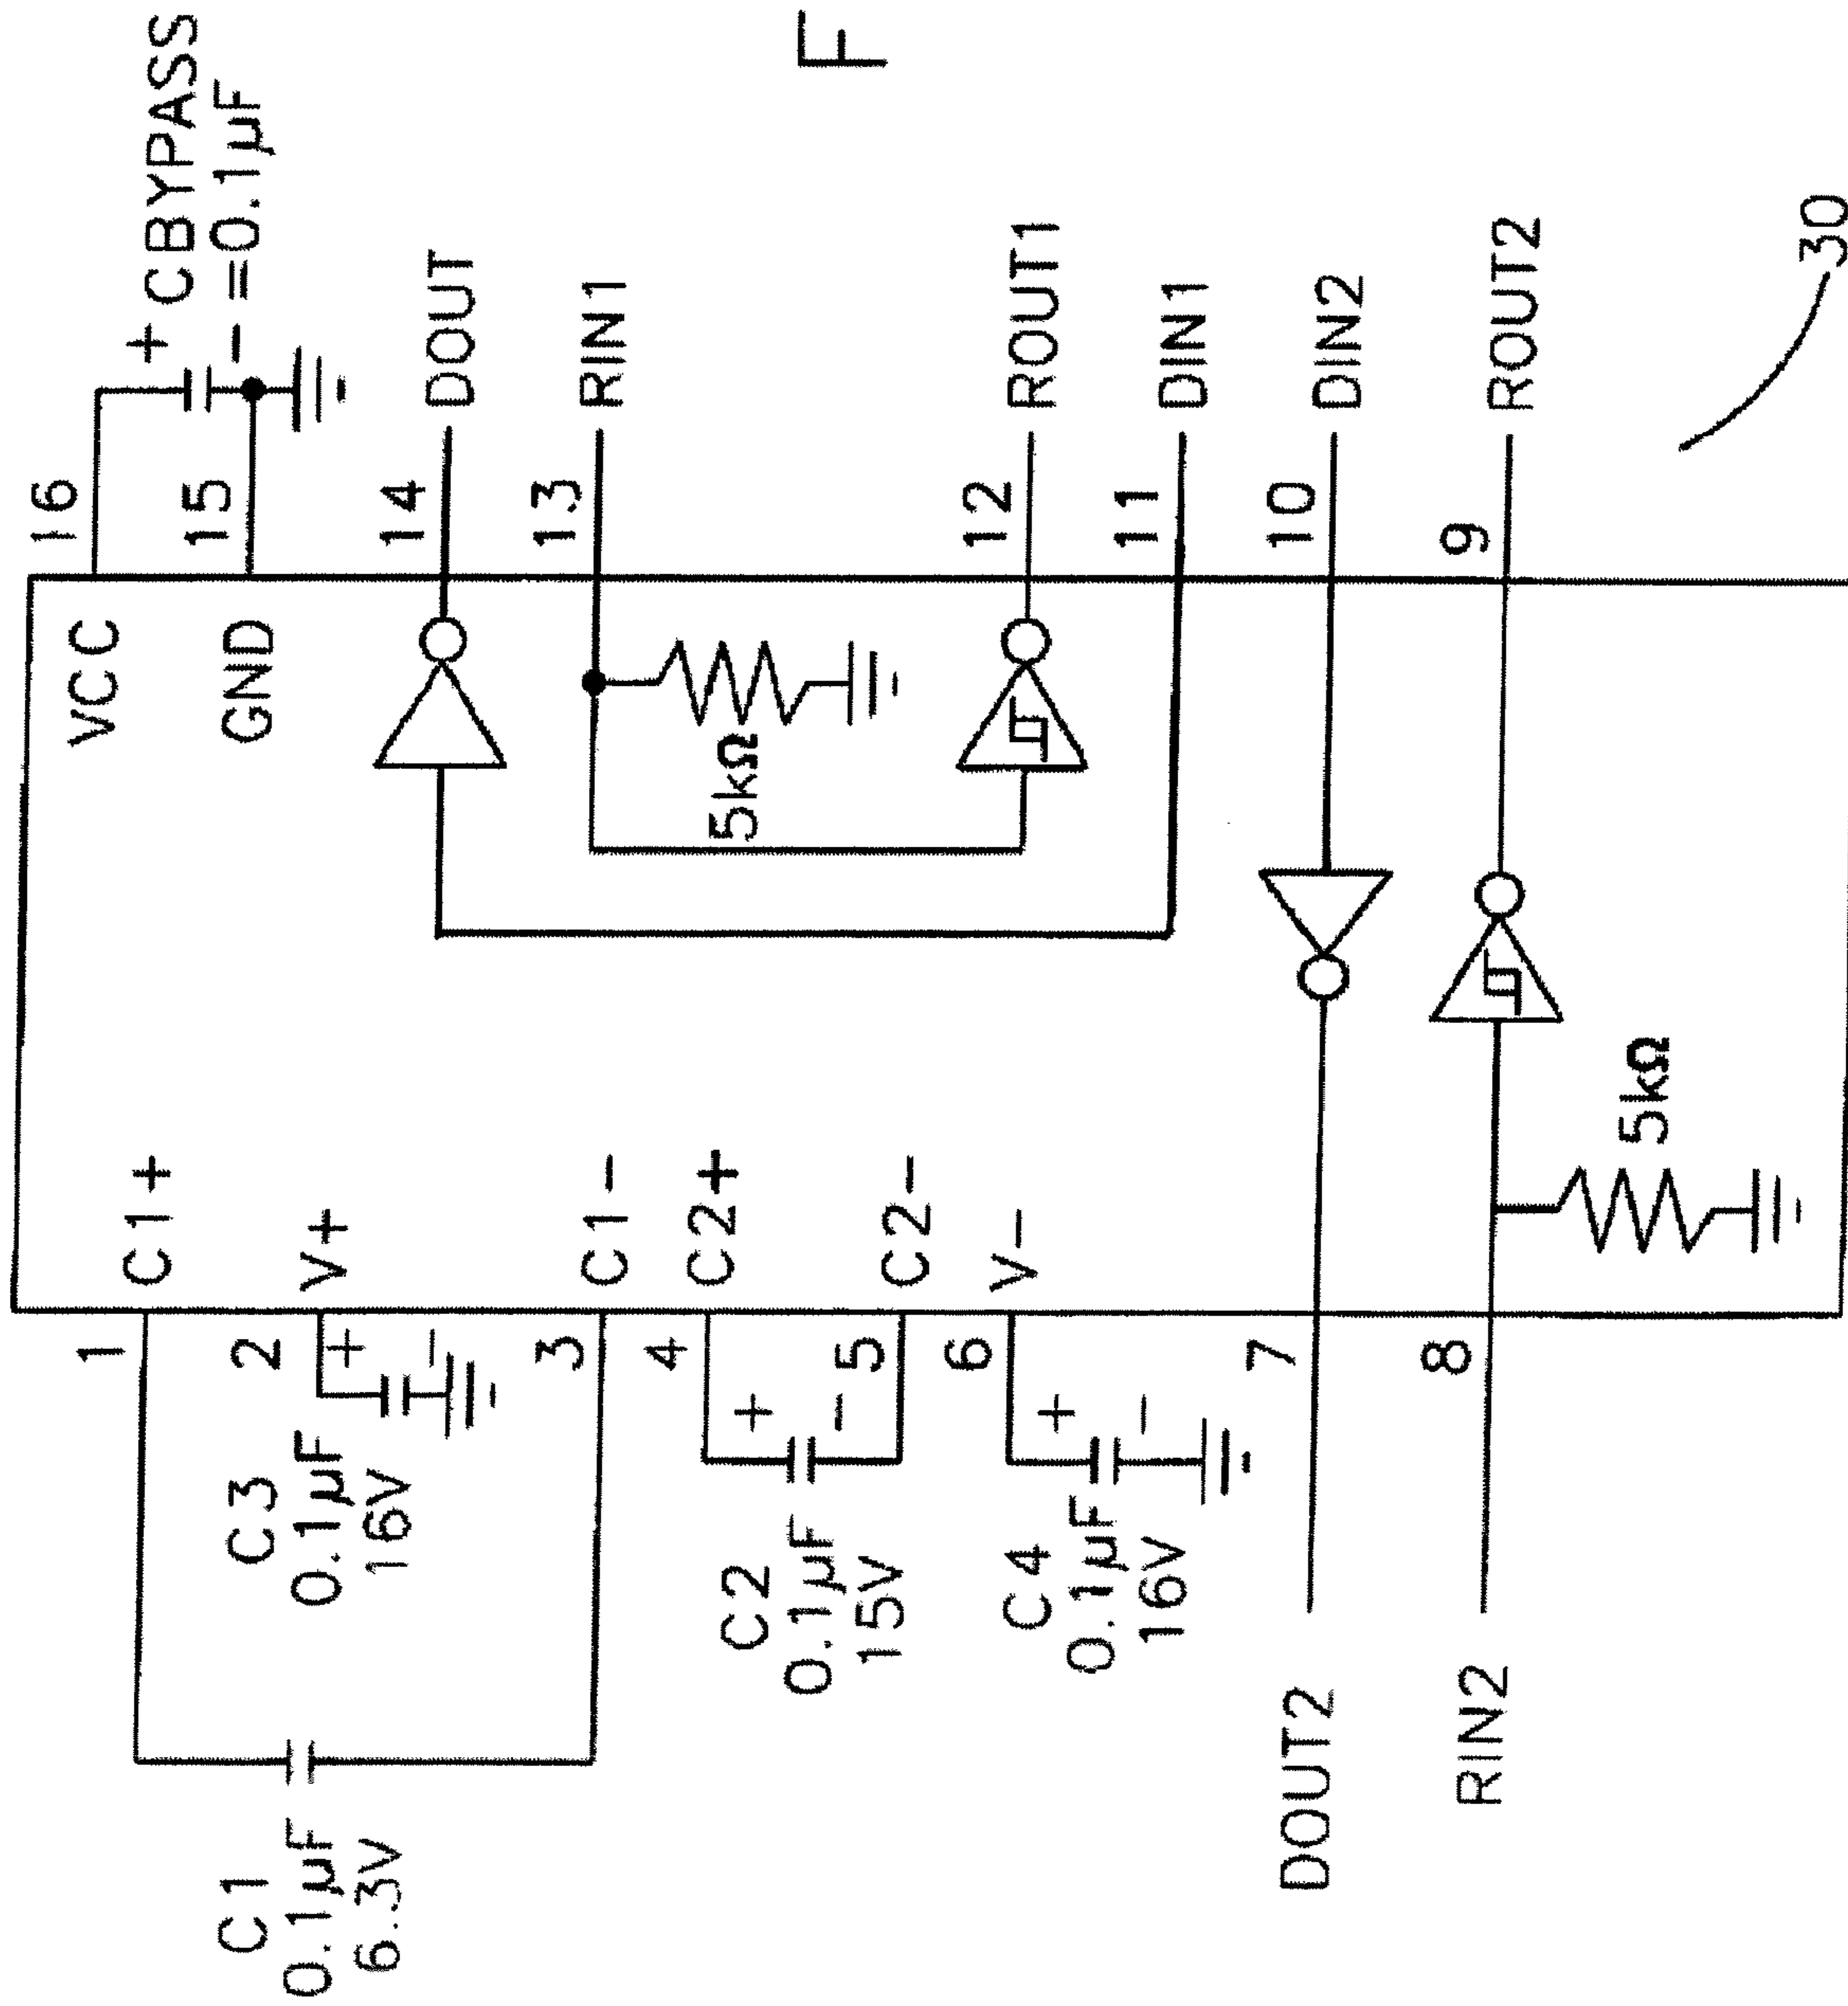 C1
0.1µF
6.3V
C3
0.1µF
16V
C2
0.1µF
15V
C4
0.1µF
16V
DOUT2
RIN2
1
2
3
4
5
6
7
8
+
-
+
-
+
-
C1+
V+
C1-
C2+
C2-
V-
5kΩ
5kΩ
VCC
GND
16
15
14
13
12
11
10
9
+CBYPASS
- =0.1µF
DOUT
RIN1
ROUT1
DIN1
DIN2
ROUT2
30
F